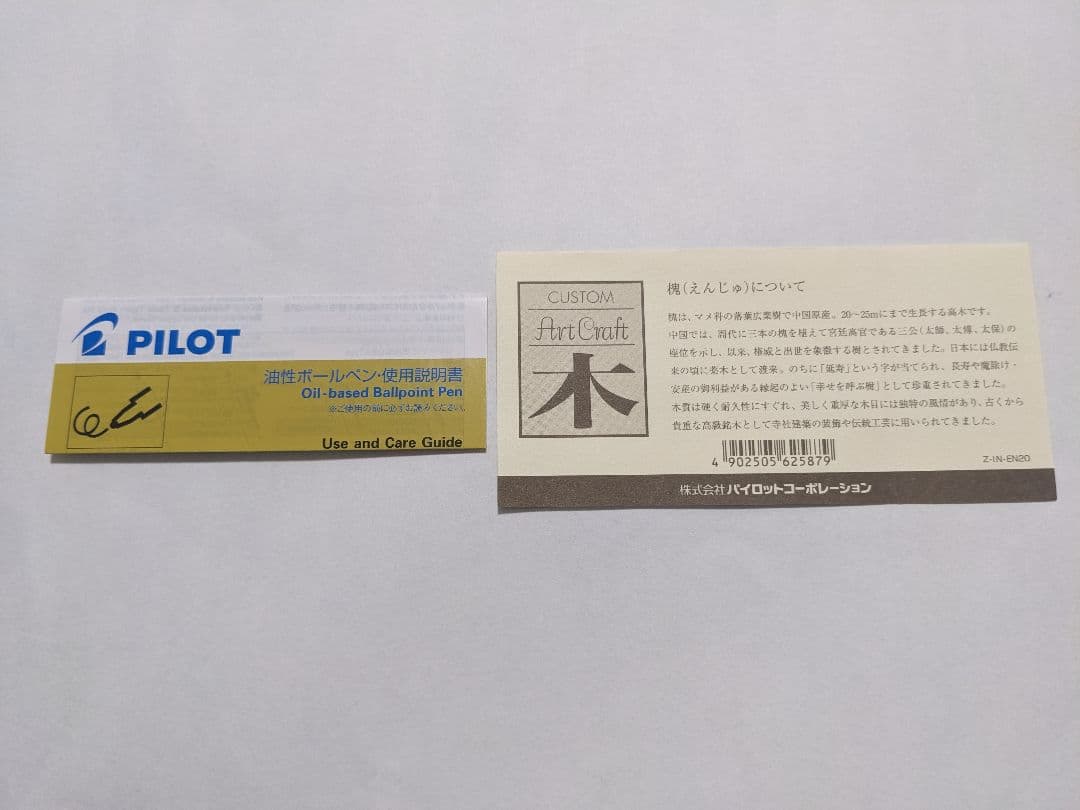 PILOT
油性ボールペン・使用説明書
Oil-based Ballpoint Pen
※ご使用の前に必ずお読みください。
Use and Care Guide
CUSTOM
Art Craft
木
槐(えんじゅ)について
槐は、マメ科の落葉広葉樹で中国原産。20〜25mにまで生長する高木です。
中国では、周代に三本の槐を植えて宮廷高官である三公(太師、太傅、太保)の
座位を示し、以来、権威と出世を象徴する樹とされてきました。日本には仏教伝
来の頃に薬木として渡来。のちに「延寿」という字が当てられ、長寿や魔除け・
安産の御利益がある縁起のよい「幸せを呼ぶ樹」として珍重されてきました。
木質は硬く耐久性にすぐれ、美しく重厚な木目には独特の風情があり、古くから
貴重な高級銘木として寺社建築の装飾や伝統工芸に用いられてきました。
4 902505 625879
Z-IN-EN20
株式会社パイロットコーポレーション